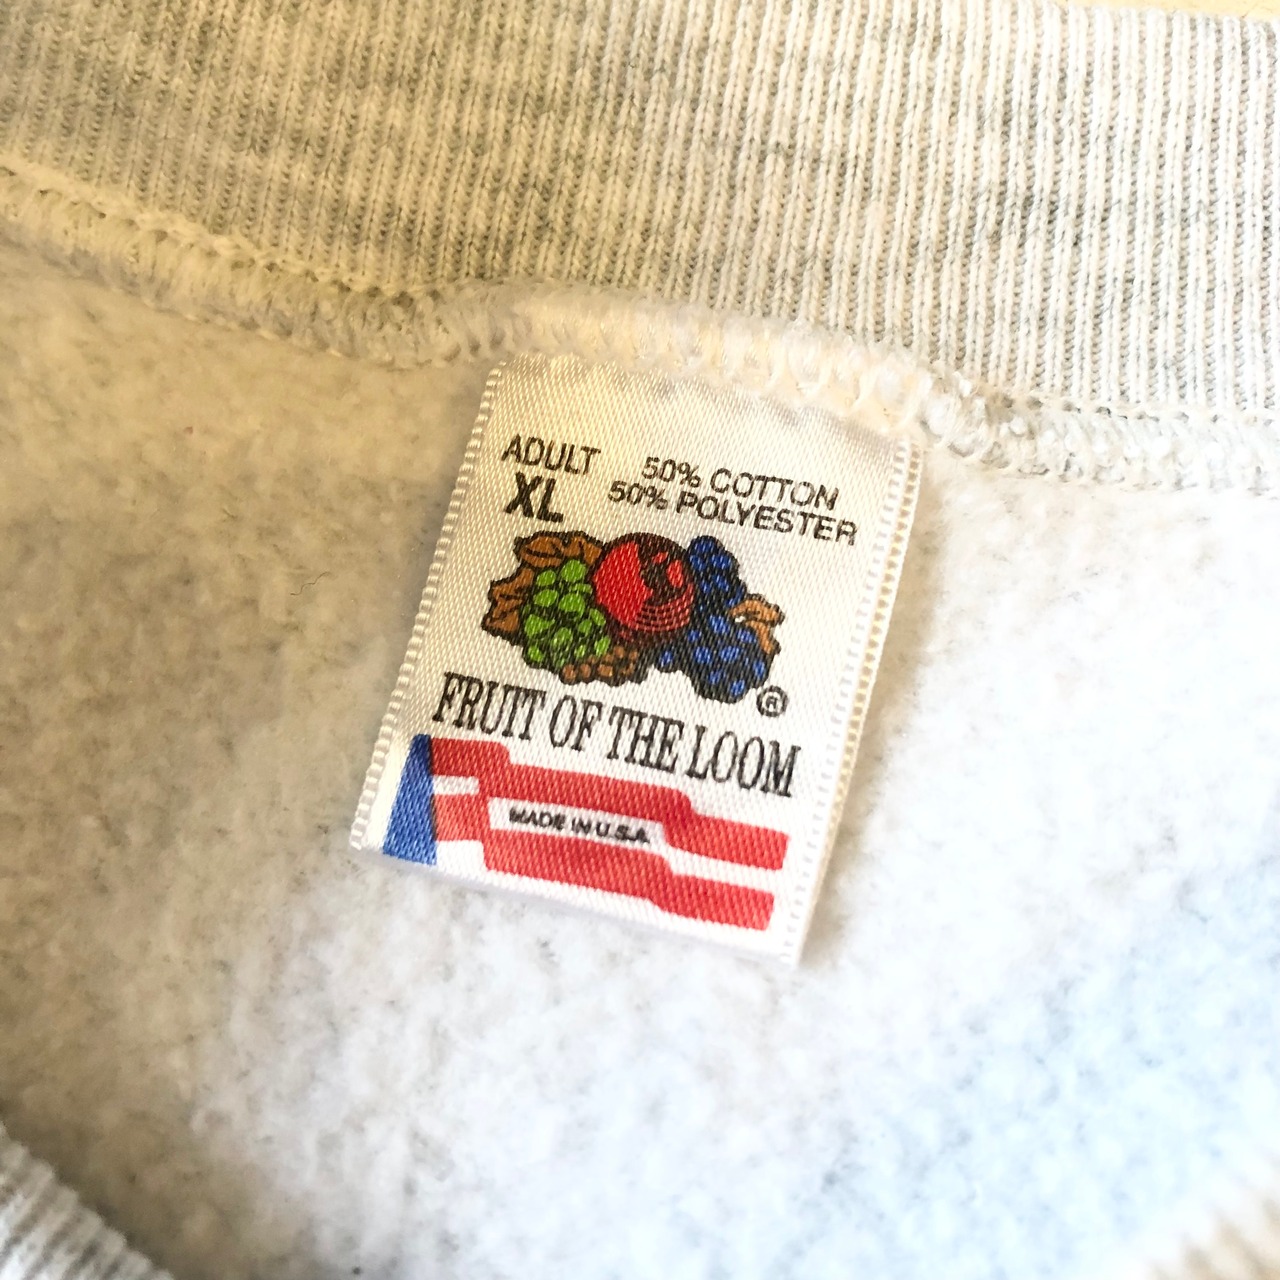 ADULT
XL
50% COTTON
50% POLYESTER
®
FRUIT OF THE LOOM
MADE IN U.S.A.